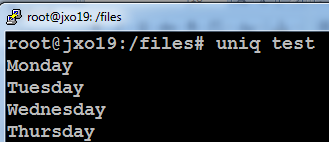 root@jxo19: /files
root@jxo19:/files# uniq test
Monday
Tuesday
Wednesday
Thursday